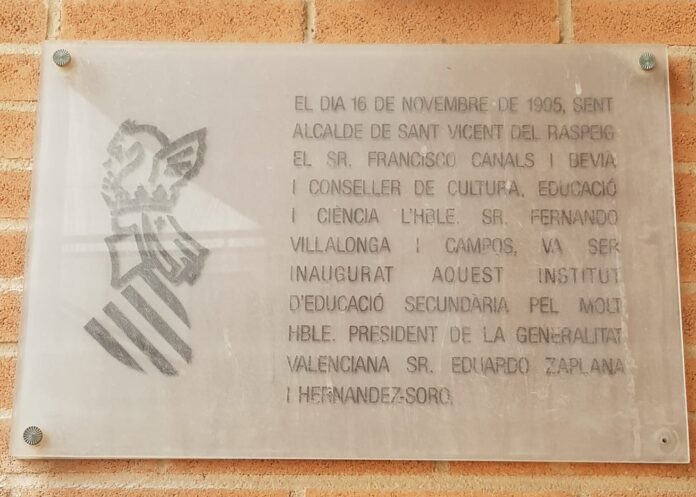 EL DIA 16 DE NOVEMBRE DE 1905, SENT
ALCALDE DE SANT VICENT DEL RASPEIG
EL SR. FRANCISCO CANALS I BEVIA
I CONSELLER DE CULTURA, EDUCACIÓ
I CIÈNCIA L'HBLE. SR. FERNANDO
VILLALONGA I CAMPOS, VA SER
INAUGURAT AQUEST INSTITUT
D'EDUCACIÓ SECUNDÀRIA PEL MOLT
HBLE. PRESIDENT DE LA GENERALITAT
VALENCIANA SR. EDUARDO ZAPLANA
I HERNANDEZ-SORO.